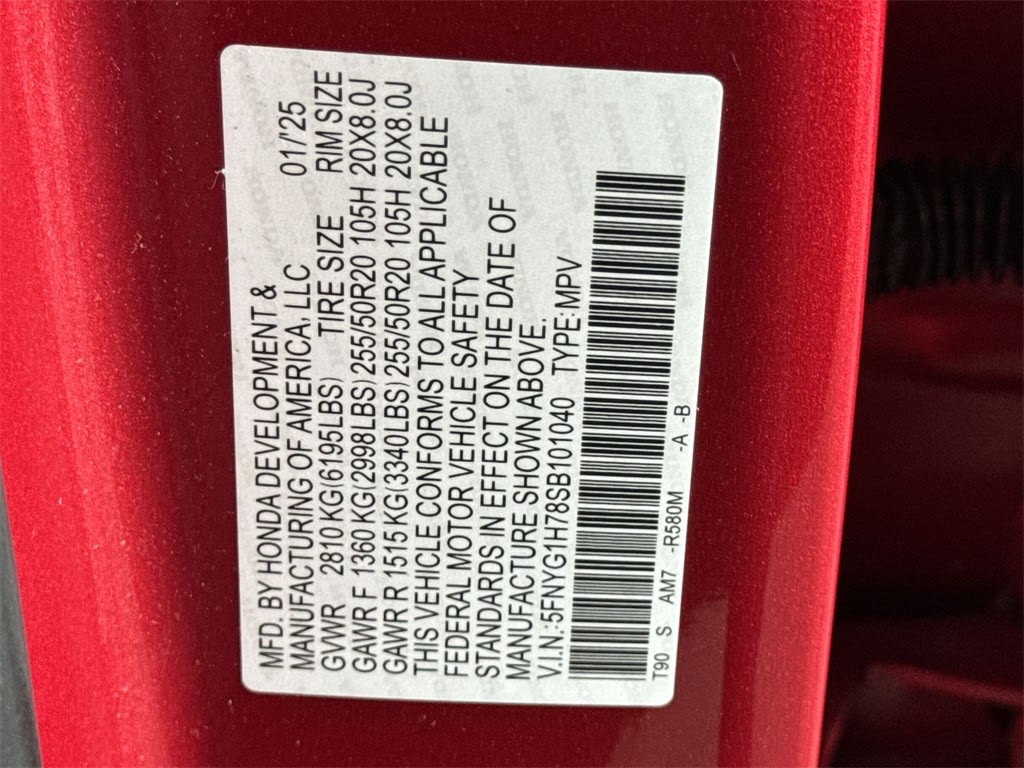 MFD. BY HONDA DEVELOPMENT &
MANUFACTURING OF AMERICA, LLC 01/'25
GVWR 2810 KG(6195LBS) TIRE SIZE RIM SIZE
GAWR F 1360 KG(2998LBS) 255/50R20 105H 20X8.0J
GAWR R 1515 KG(3340LBS) 255/50R20 105H 20X8.0J
THIS VEHICLE CONFORMS TO ALL APPLICABLE
FEDERAL MOTOR VEHICLE SAFETY
STANDARDS IN EFFECT ON THE DATE OF
MANUFACTURE SHOWN ABOVE.
V.I.N.:5FNYG1H78SB101040 TYPE:MPV
T90 S AM7 -R580M -A -B